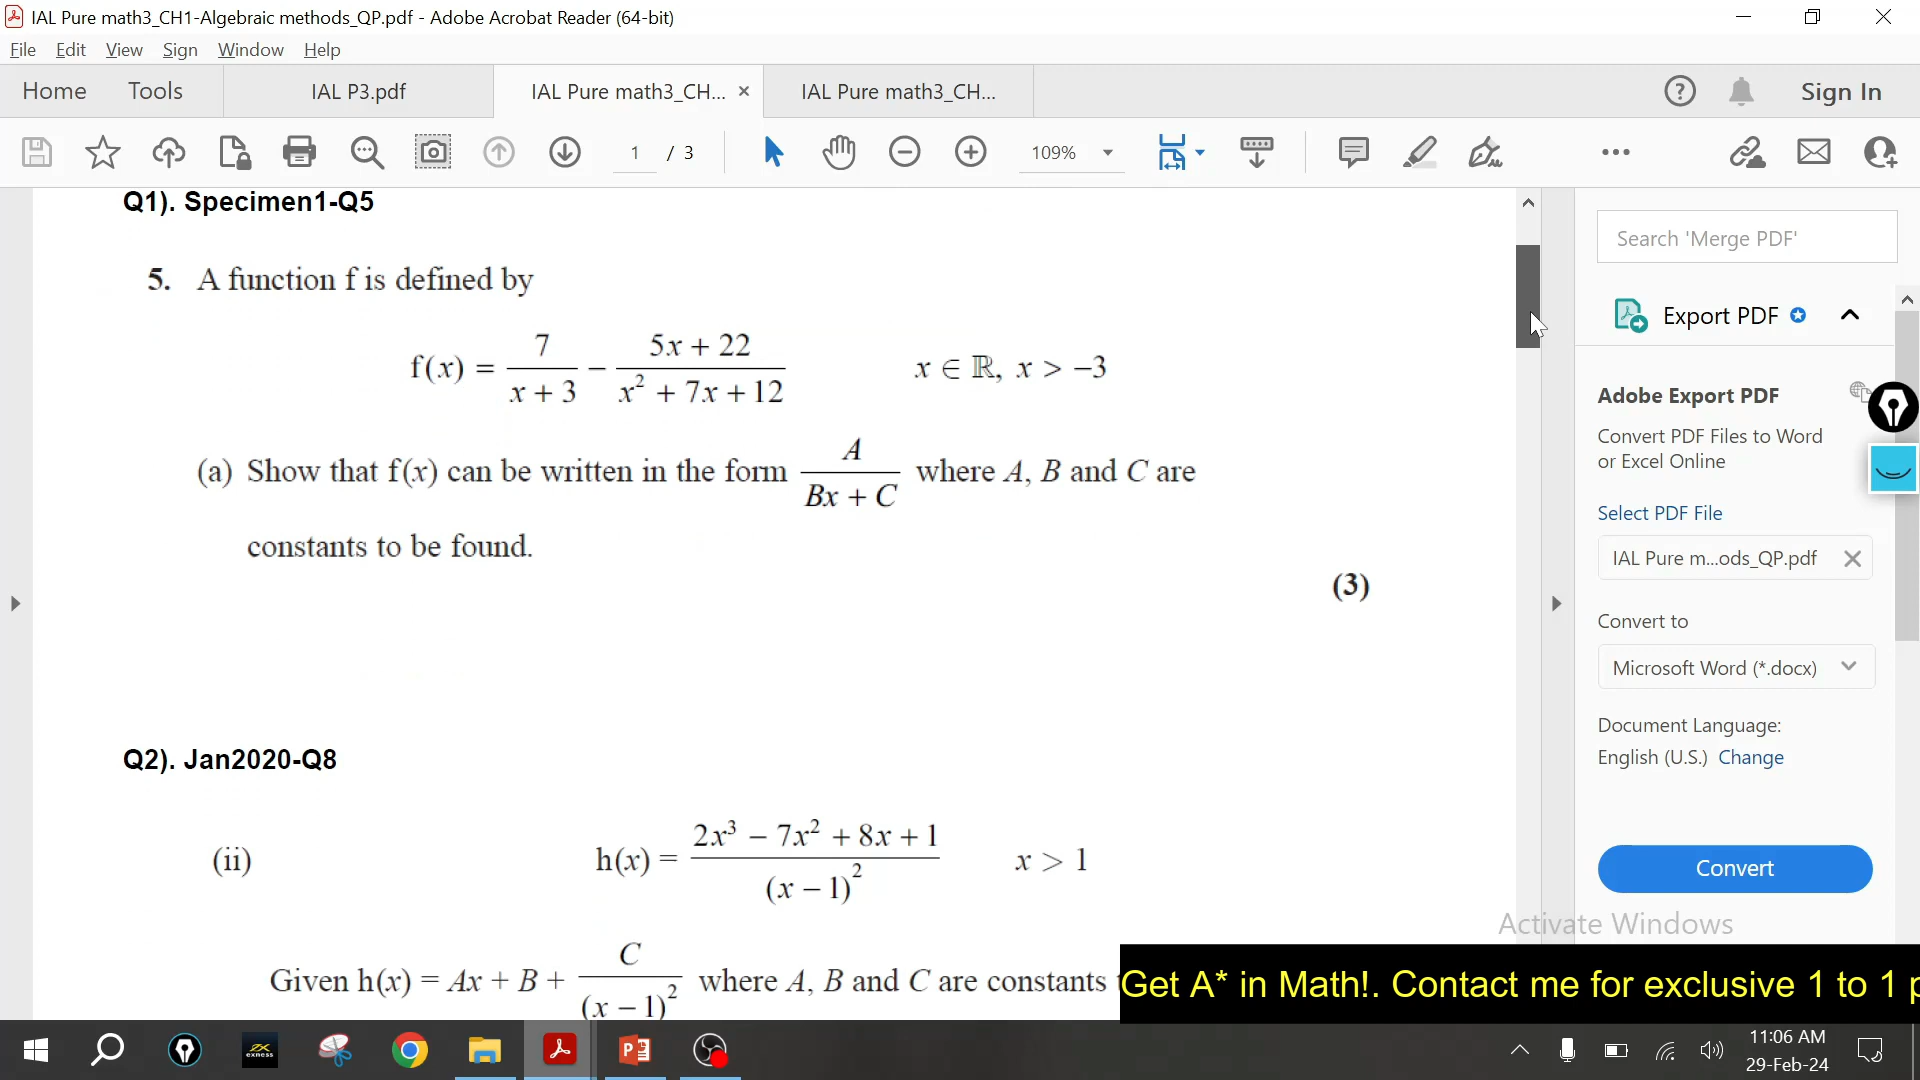 IAL Pure math3_CH1-Algebraic methods_QP.pdf - Adobe Acrobat Reader (64-bit)
File Edit View Sign Window Help
Home Tools IAL P3.pdf IAL Pure math3_CH... × IAL Pure math3_CH... Sign In
1 / 3 109%
Q1). Specimen1-Q5
5. A function f is defined by
f(x) = 7/(x + 3) − (5x + 22)/(x² + 7x + 12) x ∈ ℝ, x > −3
(a) Show that f(x) can be written in the form A/(Bx + C) where A, B and C are
constants to be found.
(3)
Q2). Jan2020-Q8
(ii) h(x) = (2x³ − 7x² + 8x + 1)/(x − 1)² x > 1
Given h(x) = Ax + B + C/(x − 1)² where A, B and C are constants
Search 'Merge PDF'
Export PDF
Adobe Export PDF
Convert PDF Files to Word
or Excel Online
Select PDF File
IAL Pure m...ods_QP.pdf
Convert to
Microsoft Word (*.docx)
Document Language:
English (U.S.) Change
Convert
Activate Windows
Get A* in Math!. Contact me for exclusive 1 to 1 p
exness
11:06 AM
29-Feb-24